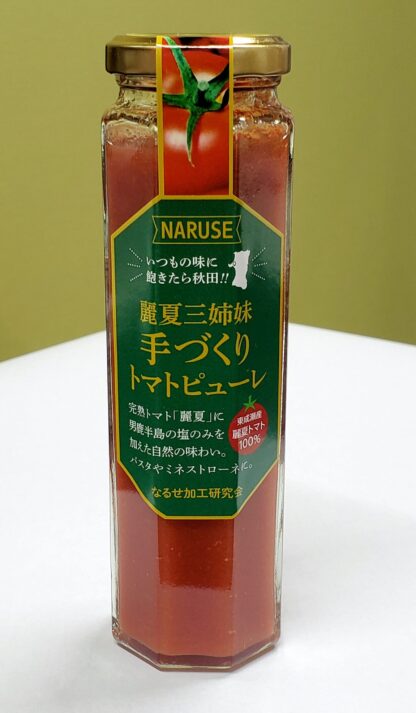 NARUSE
いつもの味に
飽きたら秋田!!
麗夏三姉妹
手づくり
トマトピューレ
完熟トマト「麗夏」に
男鹿半島の塩のみを
加えた自然の味わい。
パスタやミネストローネに。
東成瀬産
麗夏トマト
100%
なるせ加工研究会